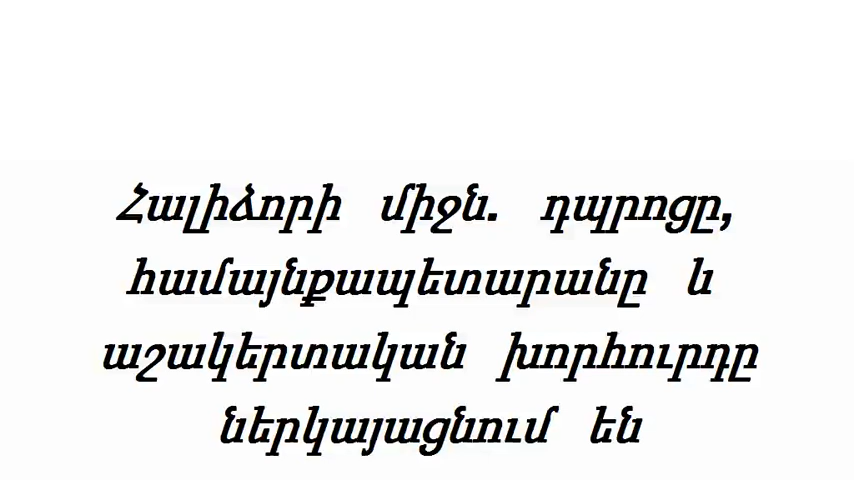 Հալիձորի միջն. դպրոցը,
համայնքապետարանը և
աշակերտական խորհուրդը
ներկայացնում են